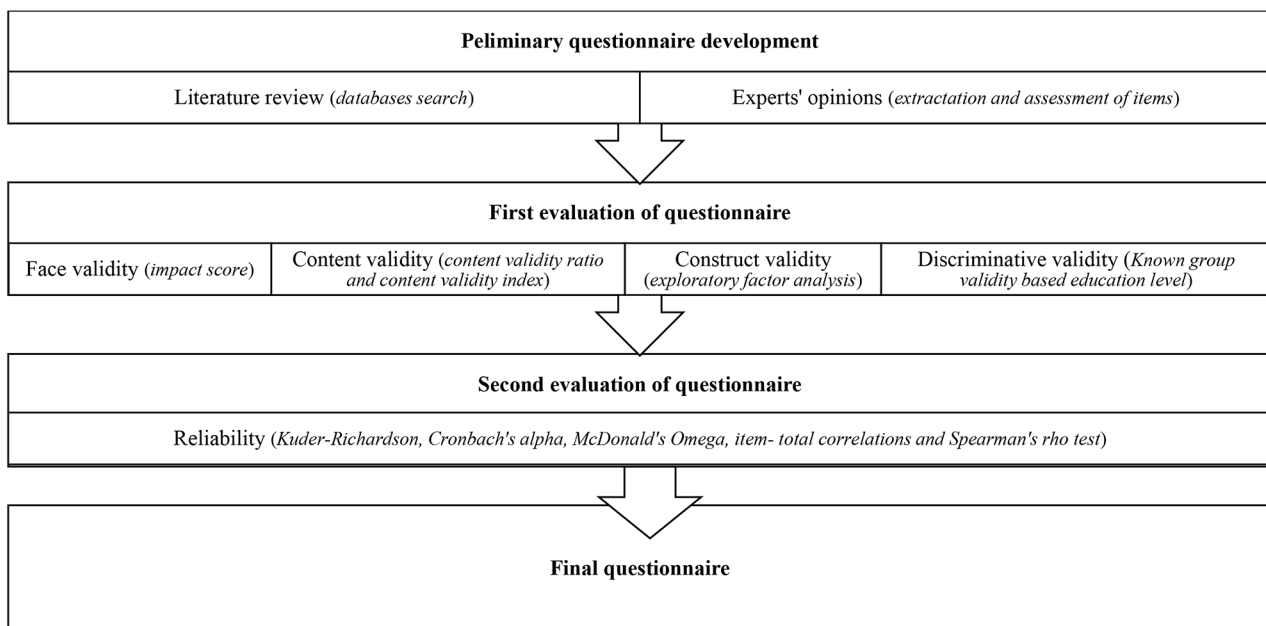 Peliminary questionnaire development
Literature review (databases search)
Experts' opinions (extractation and assessment of items)
First evaluation of questionnaire
Face validity (impact score)
Content validity (content validity ratio
and content validity index)
Construct validity
(exploratory factor analysis)
Discriminative validity (Known group
validity based education level)
Second evaluation of questionnaire
Reliability (Kuder-Richardson, Cronbach's alpha, McDonald's Omega, item- total correlations and Spearman's rho test)
Final questionnaire